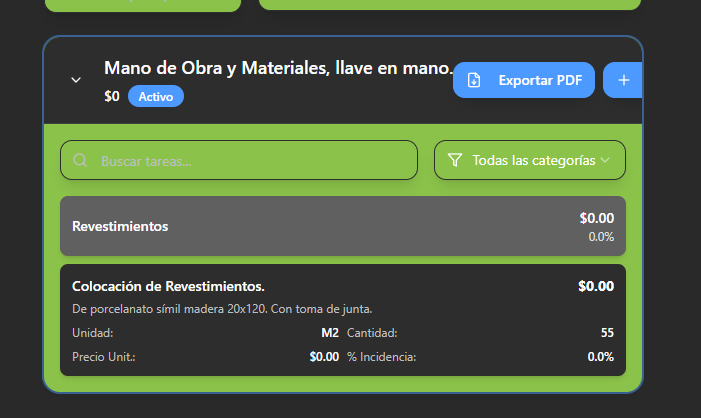 Mano de Obra y Materiales, llave en mano.
$0 Activo
Exportar PDF +
Buscar tareas...
Todas las categorías
Revestimientos $0.00
0.0%
Colocación de Revestimientos. $0.00
De porcelanato símil madera 20x120. Con toma de junta.
Unidad: M2 Cantidad: 55
Precio Unit.: $0.00 % Incidencia: 0.0%